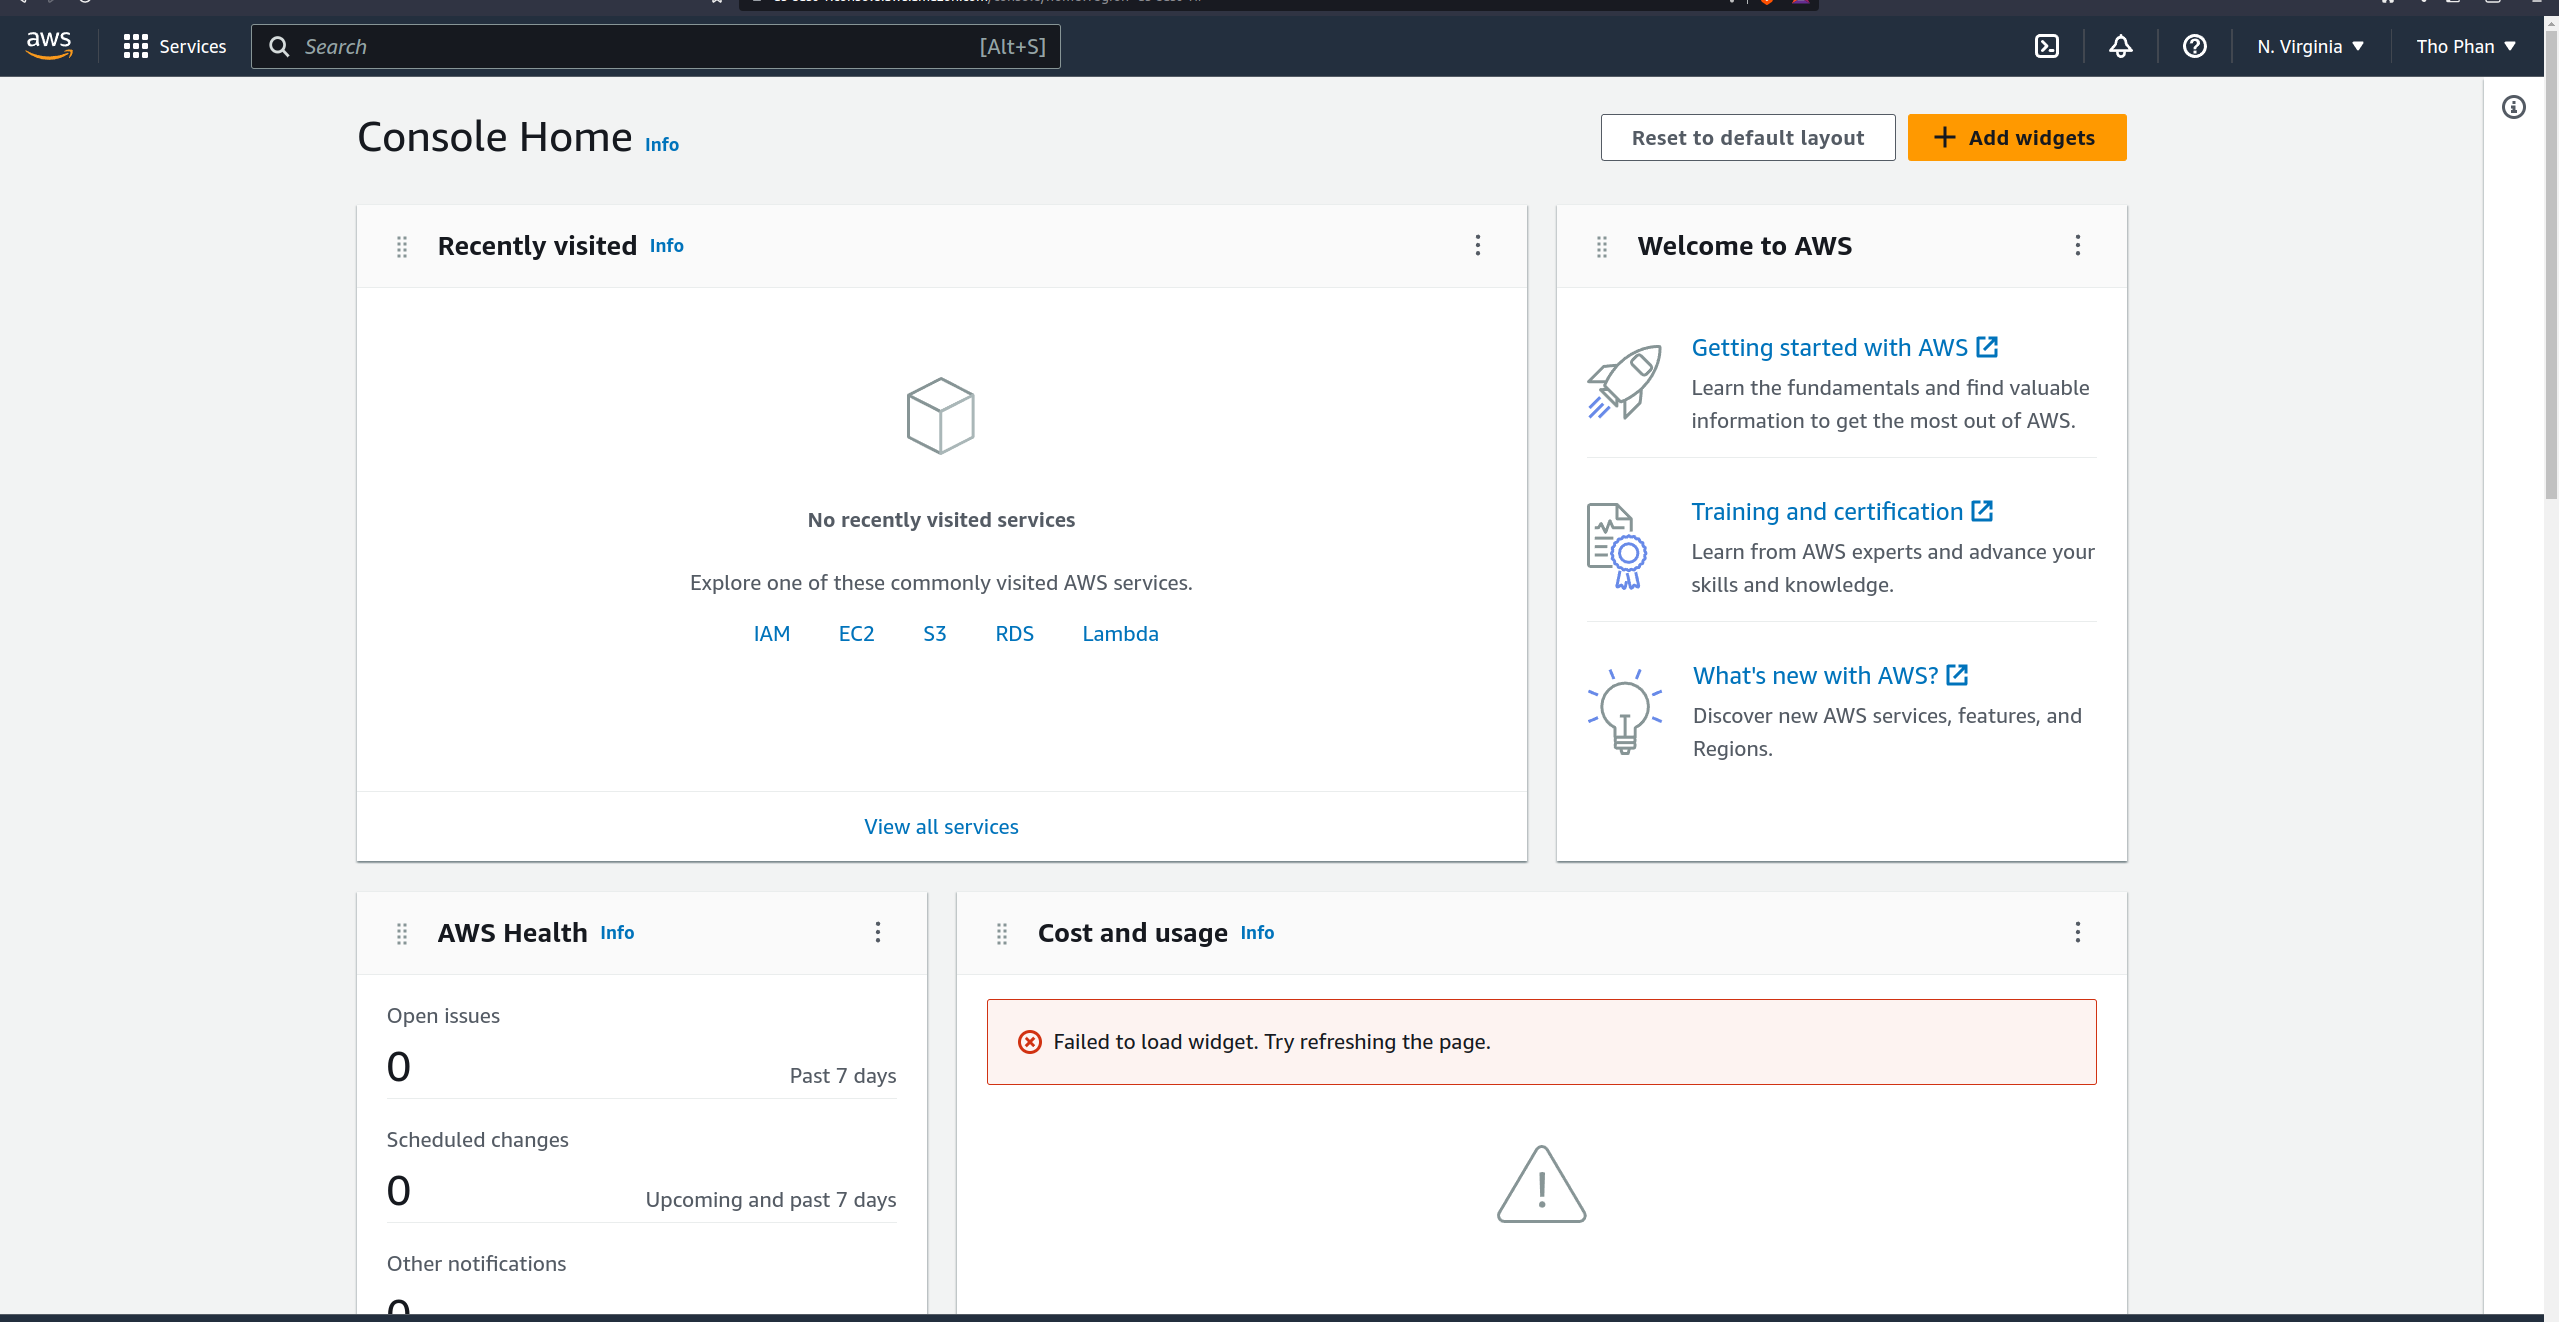 aws
Services
Search [Alt+S]
N. Virginia
Tho Phan
Console Home Info
Reset to default layout
Add widgets
Recently visited Info
No recently visited services
Explore one of these commonly visited AWS services.
IAM EC2 S3 RDS Lambda
View all services
Welcome to AWS
Getting started with AWS
Learn the fundamentals and find valuable
information to get the most out of AWS.
Training and certification
Learn from AWS experts and advance your
skills and knowledge.
What's new with AWS?
Discover new AWS services, features, and
Regions.
AWS Health Info
Open issues
0 Past 7 days
Scheduled changes
0 Upcoming and past 7 days
Other notifications
0
Cost and usage Info
Failed to load widget. Try refreshing the page.